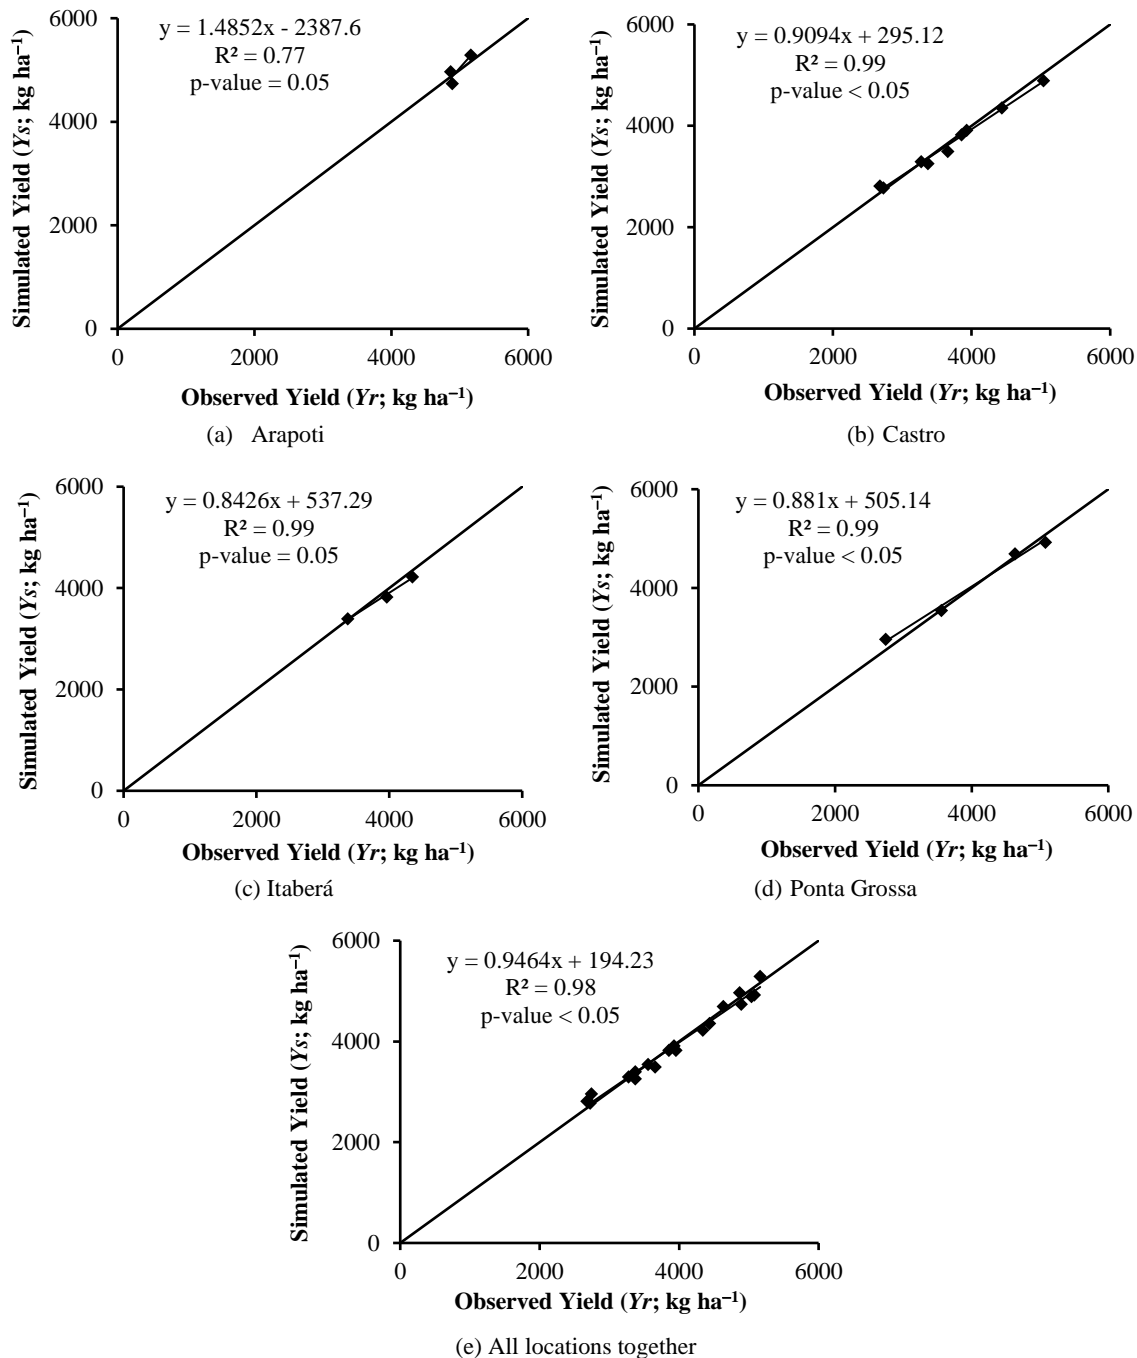 y = 1.4852x - 2387.6
R² = 0.77
p-value = 0.05
Simulated Yield (Ys; kg ha⁻¹)
6000
4000
2000
0
0 2000 4000 6000
Observed Yield (Yr; kg ha⁻¹)
(a) Arapoti
y = 0.9094x + 295.12
R² = 0.99
p-value < 0.05
Simulated Yield (Ys; kg ha⁻¹)
6000
4000
2000
0
0 2000 4000 6000
Observed Yield (Yr; kg ha⁻¹)
(b) Castro
y = 0.8426x + 537.29
R² = 0.99
p-value = 0.05
Simulated Yield (Ys; kg ha⁻¹)
6000
4000
2000
0
0 2000 4000 6000
Observed Yield (Yr; kg ha⁻¹)
(c) Itaberá
y = 0.881x + 505.14
R² = 0.99
p-value < 0.05
Simulated Yield (Ys; kg ha⁻¹)
6000
4000
2000
0
0 2000 4000 6000
Observed Yield (Yr; kg ha⁻¹)
(d) Ponta Grossa
y = 0.9464x + 194.23
R² = 0.98
p-value < 0.05
Simulated Yield (Ys; kg ha⁻¹)
6000
4000
2000
0
0 2000 4000 6000
Observed Yield (Yr; kg ha⁻¹)
(e) All locations together